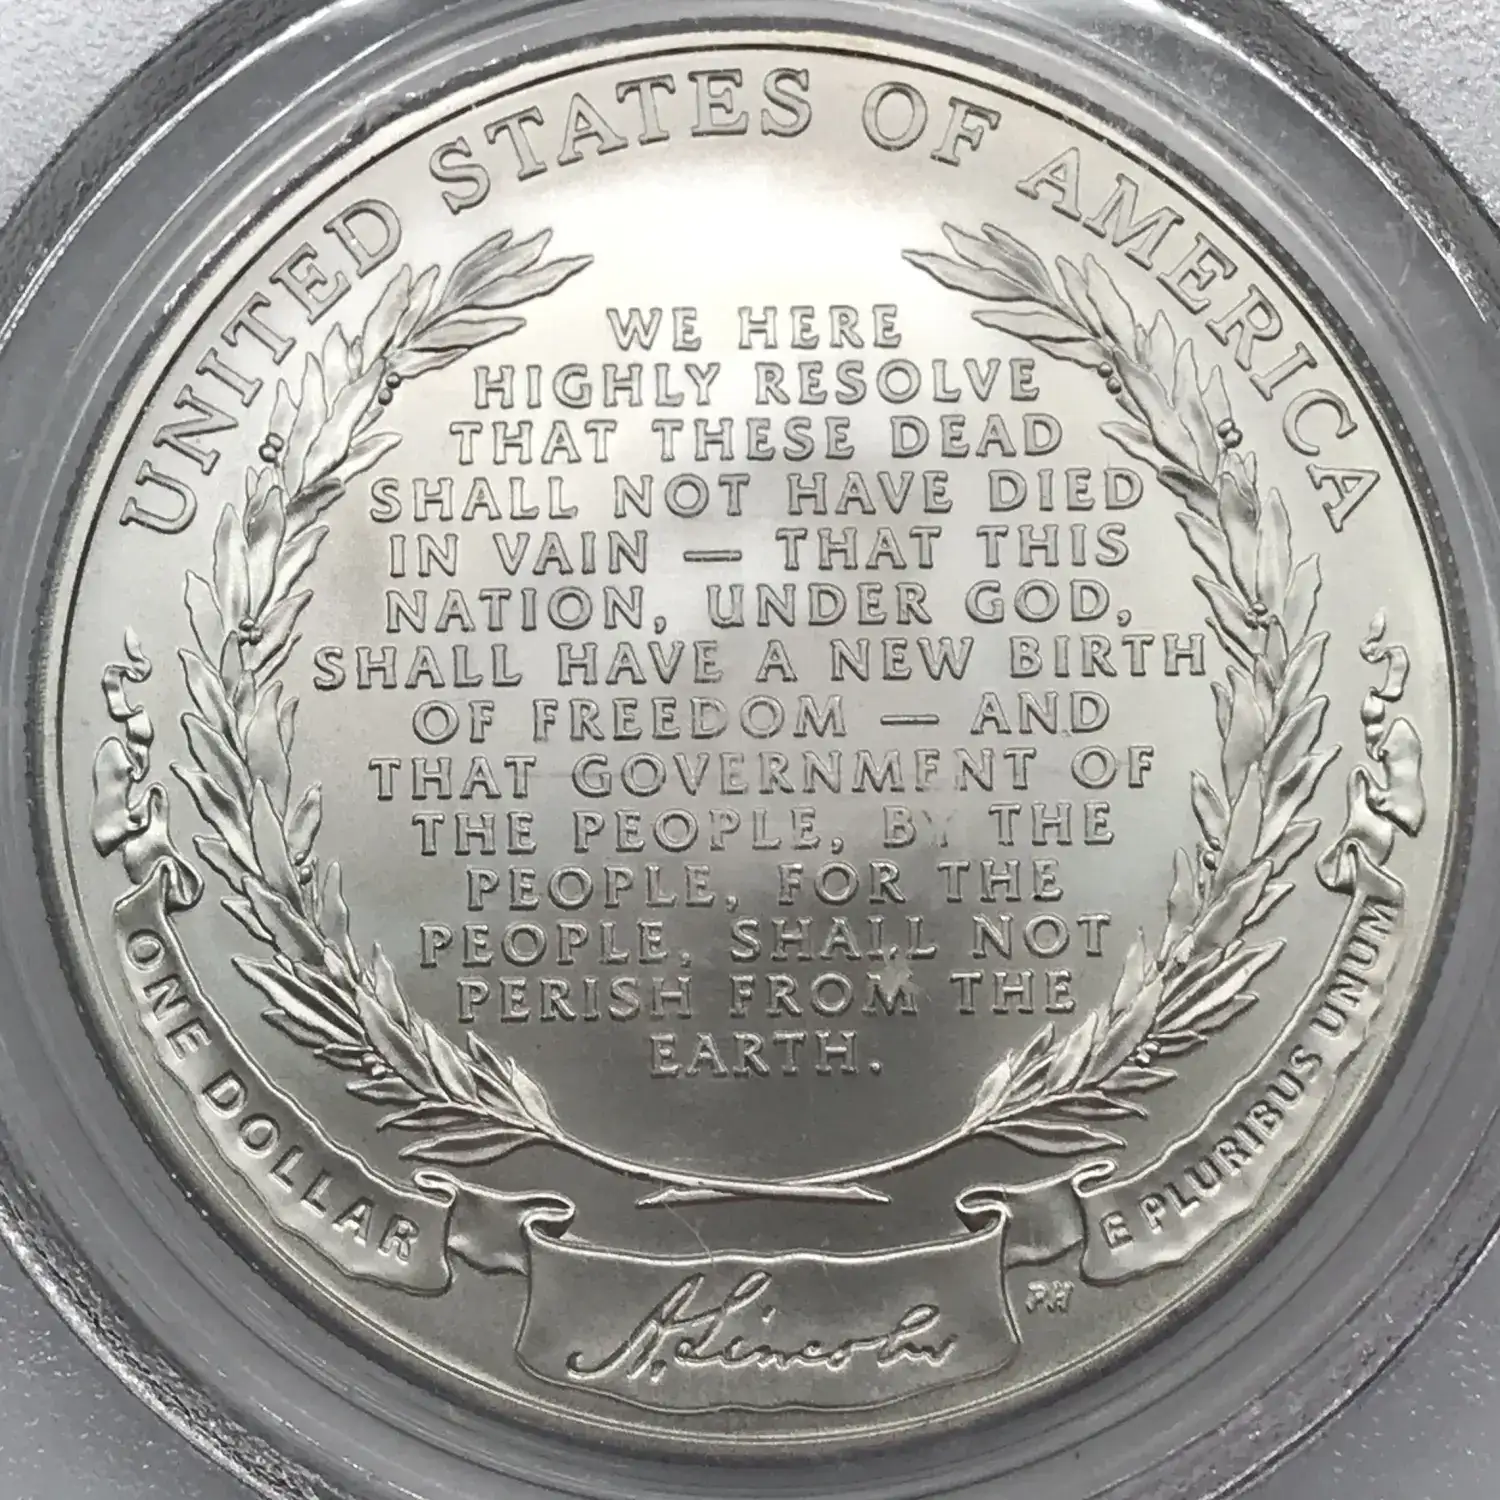 UNITED STATES OF AMERICA
WE HERE
HIGHLY RESOLVE
THAT THESE DEAD
SHALL NOT HAVE DIED
IN VAIN — THAT THIS
NATION, UNDER GOD,
SHALL HAVE A NEW BIRTH
OF FREEDOM — AND
THAT GOVERNMENT OF
THE PEOPLE, BY THE
PEOPLE, FOR THE
PEOPLE, SHALL NOT
PERISH FROM THE
EARTH.
ONE DOLLAR
A. Lincoln
PH
E PLURIBUS UNUM